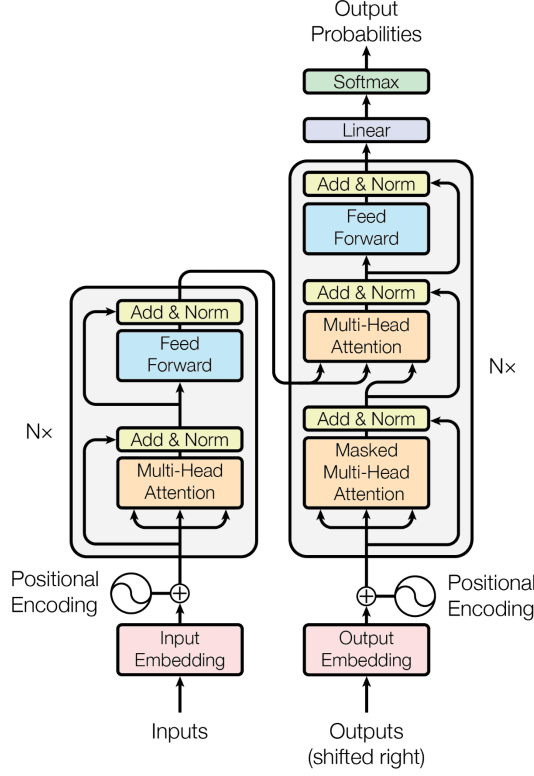 Output
Probabilities
Softmax
Linear
Add & Norm
Feed
Forward
Add & Norm
Multi-Head
Attention
Add & Norm
Masked
Multi-Head
Attention
N×
Add & Norm
Feed
Forward
Add & Norm
Multi-Head
Attention
N×
Positional
Encoding
Positional
Encoding
Input
Embedding
Output
Embedding
Inputs
Outputs
(shifted right)